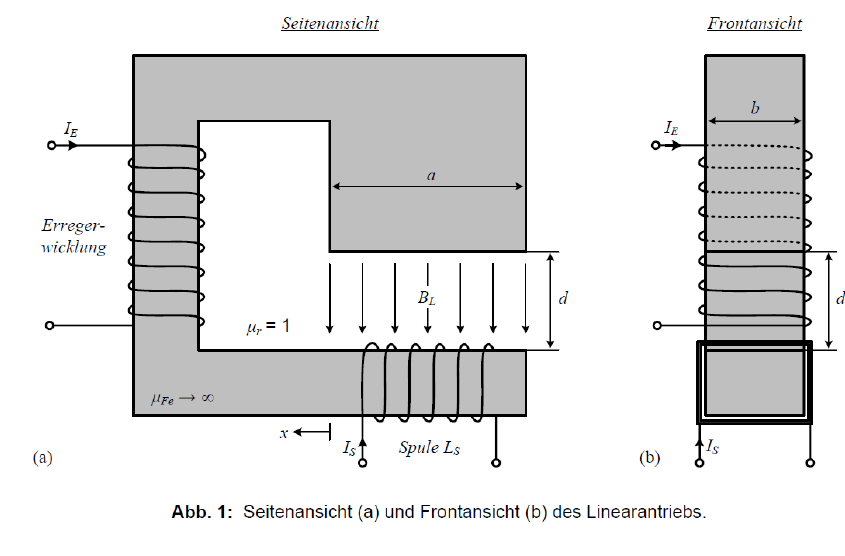 Seitenansicht
Frontansicht
I_E
a
Erreger-
wicklung
B_L
d
μ_r = 1
μ_Fe → ∞
x
I_S
Spule L_S
(a)
b
I_E
d
I_S
(b)
Abb. 1: Seitenansicht (a) und Frontansicht (b) des Linearantriebs.